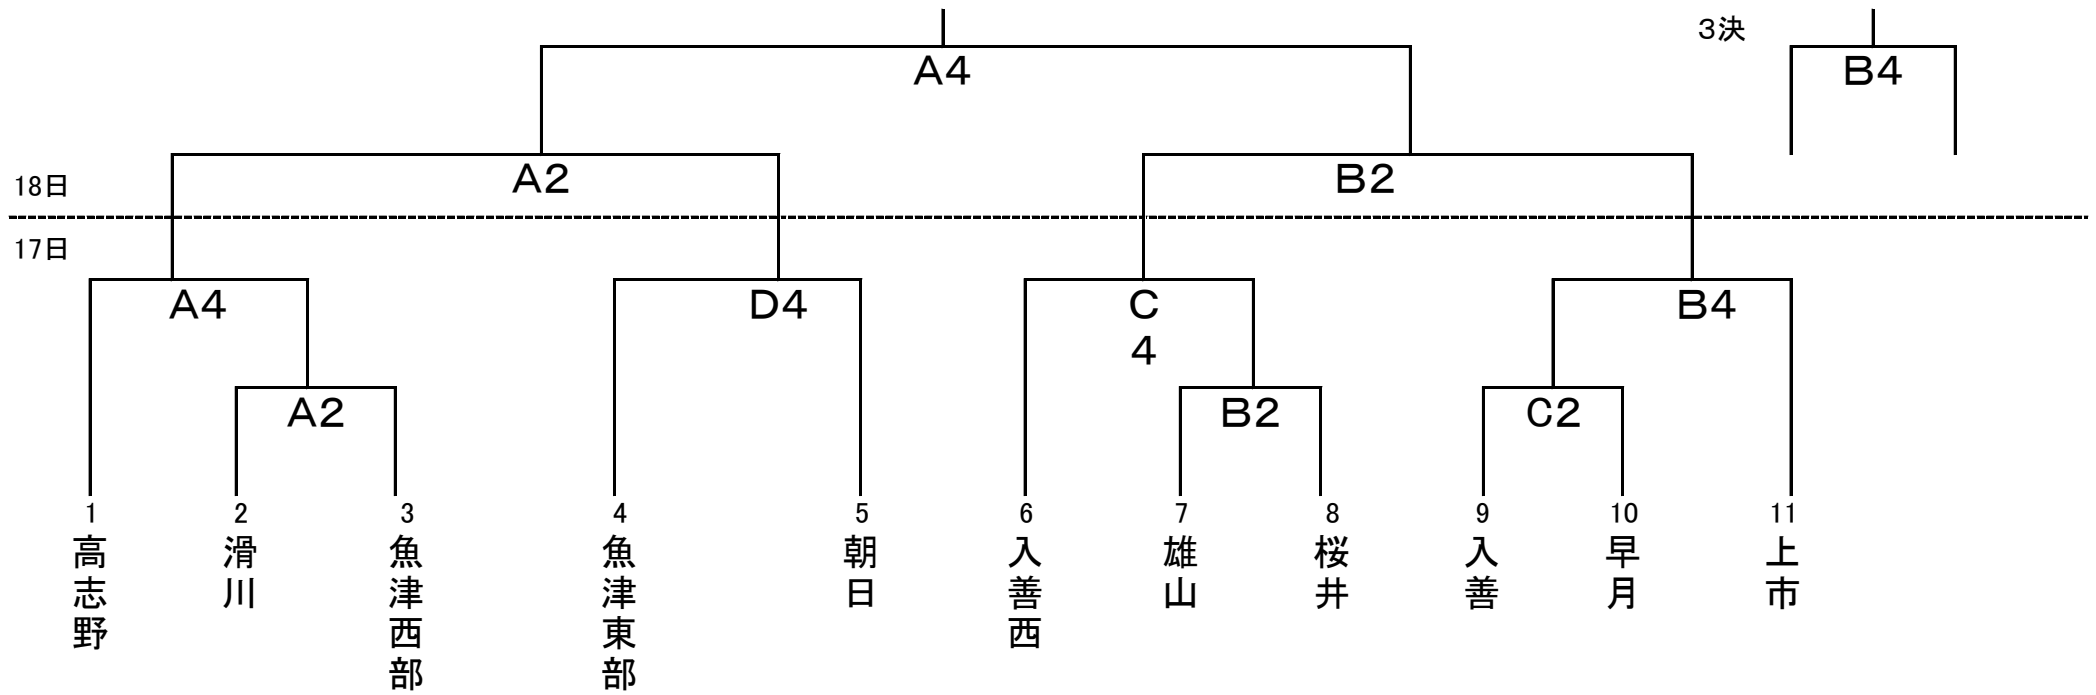 3決
A4
B4
A2
B2
18日
17日
A4
D4
C
4
B4
A2
B2
C2
1
2
3
4
5
6
7
8
9
10
11
高志野
滑川
魚津西部
魚津東部
朝日
入善西
雄山
桜井
入善
早月
上市